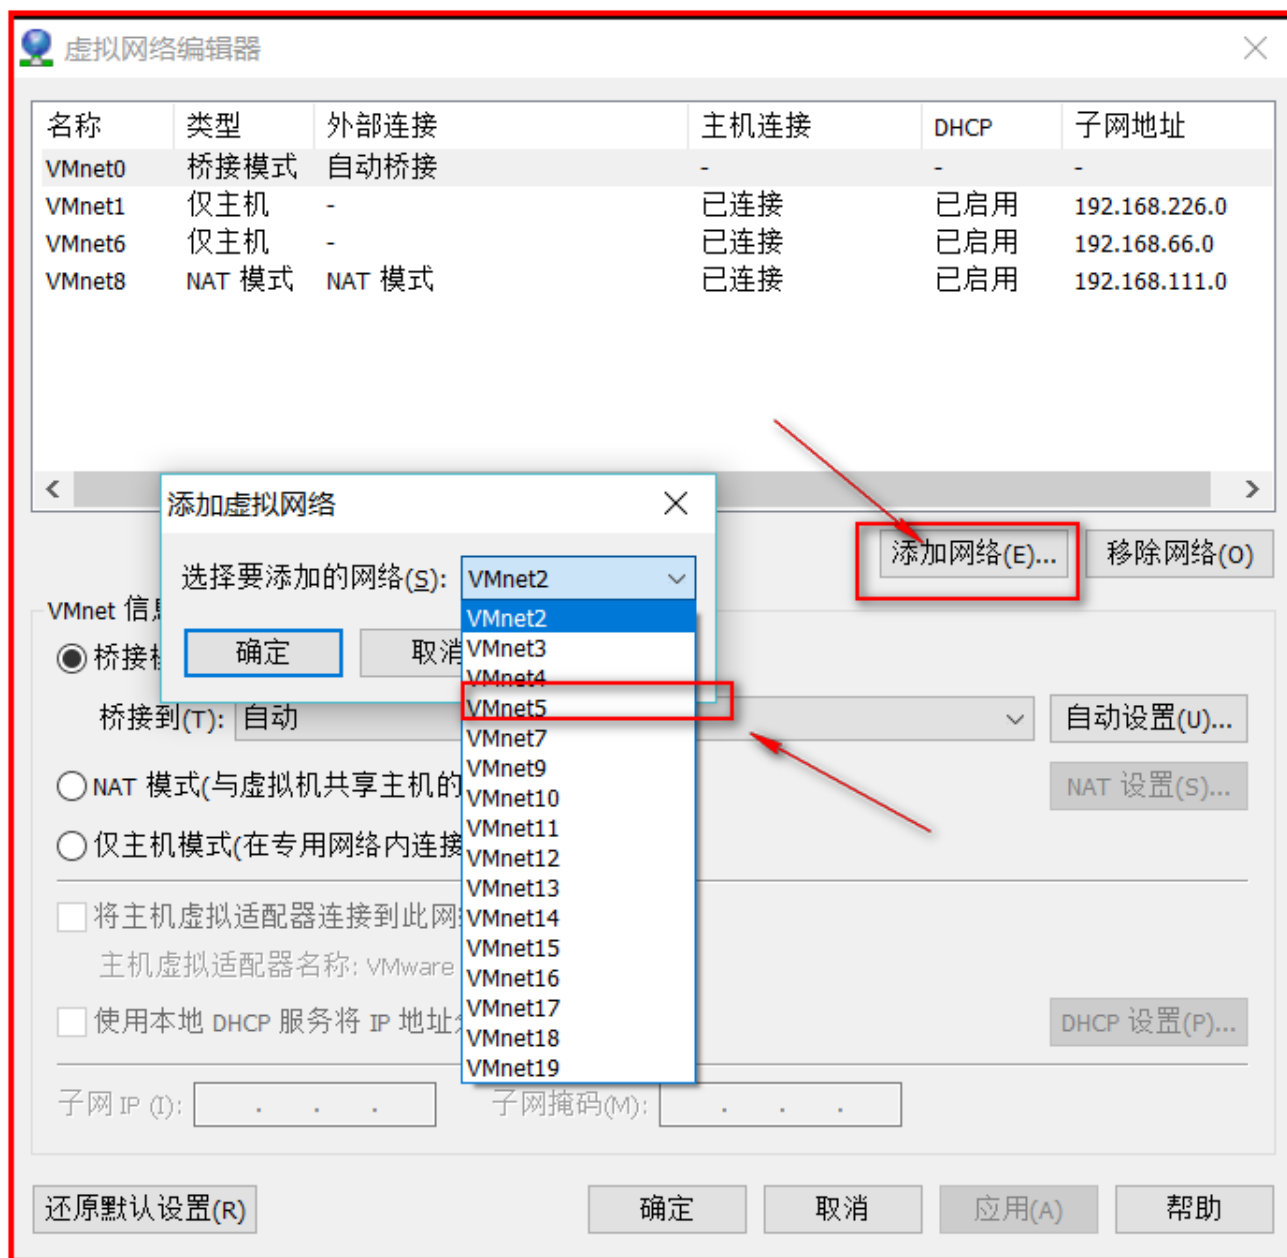 虚拟网络编辑器
名称 类型 外部连接 主机连接 DHCP 子网地址
VMnet0 桥接模式 自动桥接 - - -
VMnet1 仅主机 - 已连接 已启用 192.168.226.0
VMnet6 仅主机 - 已连接 已启用 192.168.66.0
VMnet8 NAT 模式 NAT 模式 已连接 已启用 192.168.111.0
添加虚拟网络
添加网络(E)... 移除网络(O)
选择要添加的网络(S): VMnet2
VMnet 信息
VMnet2
确定 取消
VMnet3
桥接
VMnet4
VMnet5
桥接到(T): 自动 自动设置(U)...
VMnet7
VMnet9
NAT 模式(与虚拟机共享主机的 NAT 设置(S)...
VMnet10
VMnet11
仅主机模式(在专用网络内连接
VMnet12
VMnet13
VMnet14
将主机虚拟适配器连接到此网
VMnet15
主机虚拟适配器名称: VMware
VMnet16
VMnet17
使用本地 DHCP 服务将 IP 地址 DHCP 设置(P)...
VMnet18
VMnet19
子网 IP (I): . . . 子网掩码(M): . . .
还原默认设置(R) 确定 取消 应用(A) 帮助